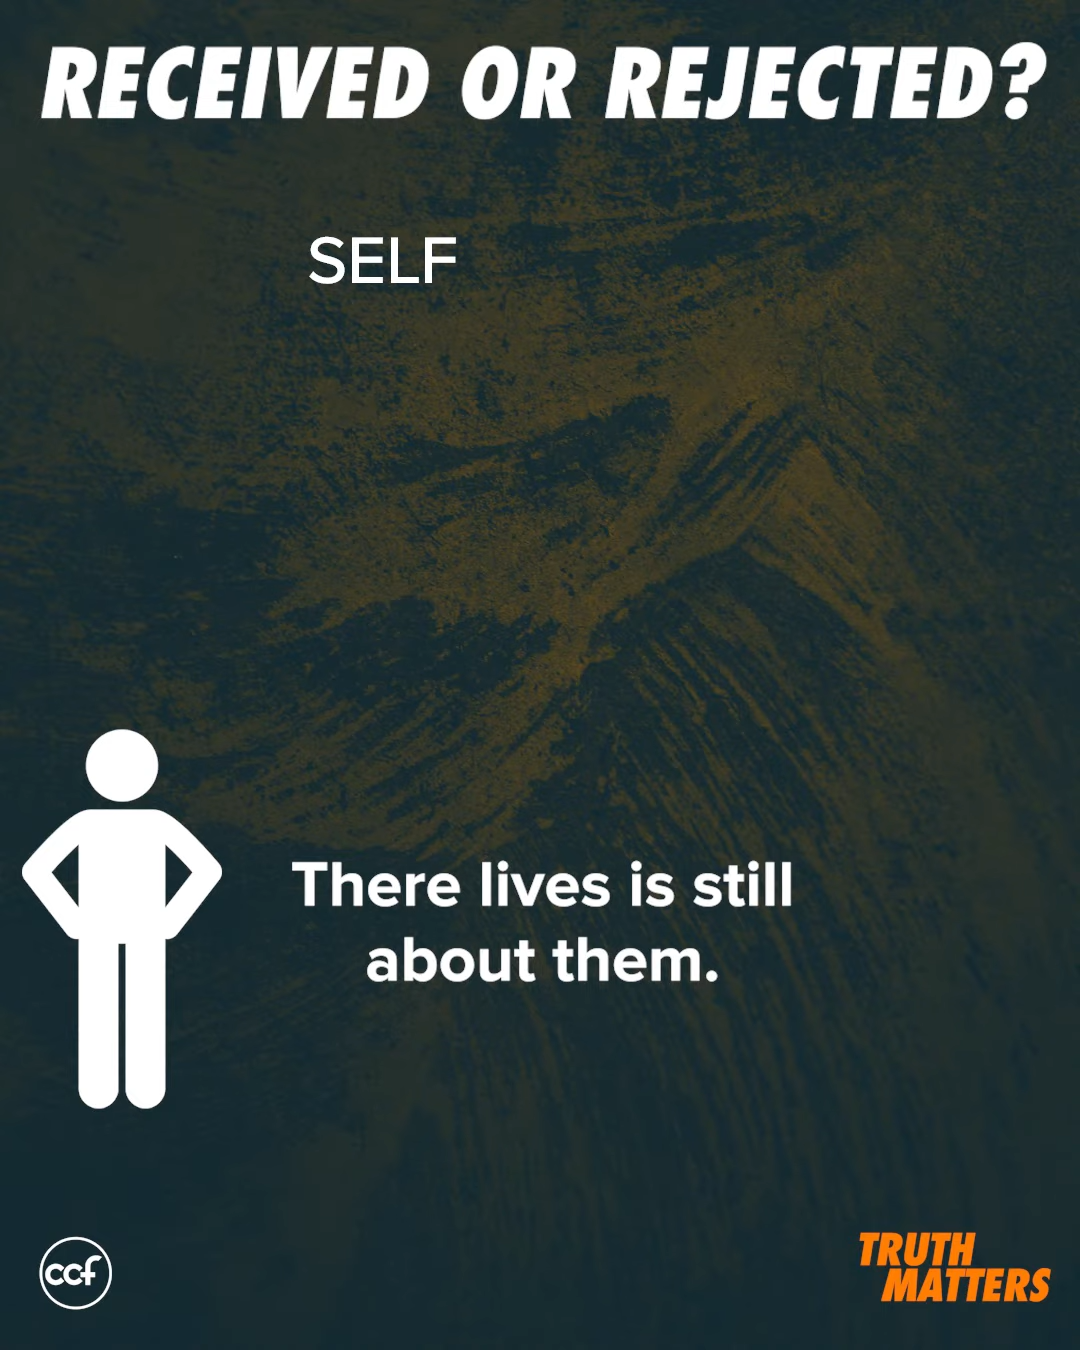 RECEIVED OR REJECTED?
SELF
There lives is still
about them.
ccf
TRUTH
MATTERS